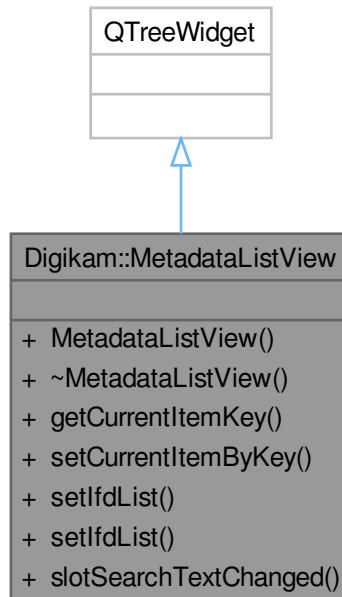 QTreeWidget
Digikam::MetadataListView
+ MetadataListView()
+ ~MetadataListView()
+ getCurrentItemKey()
+ setCurrentItemByKey()
+ setIfdList()
+ setIfdList()
+ slotSearchTextChanged()